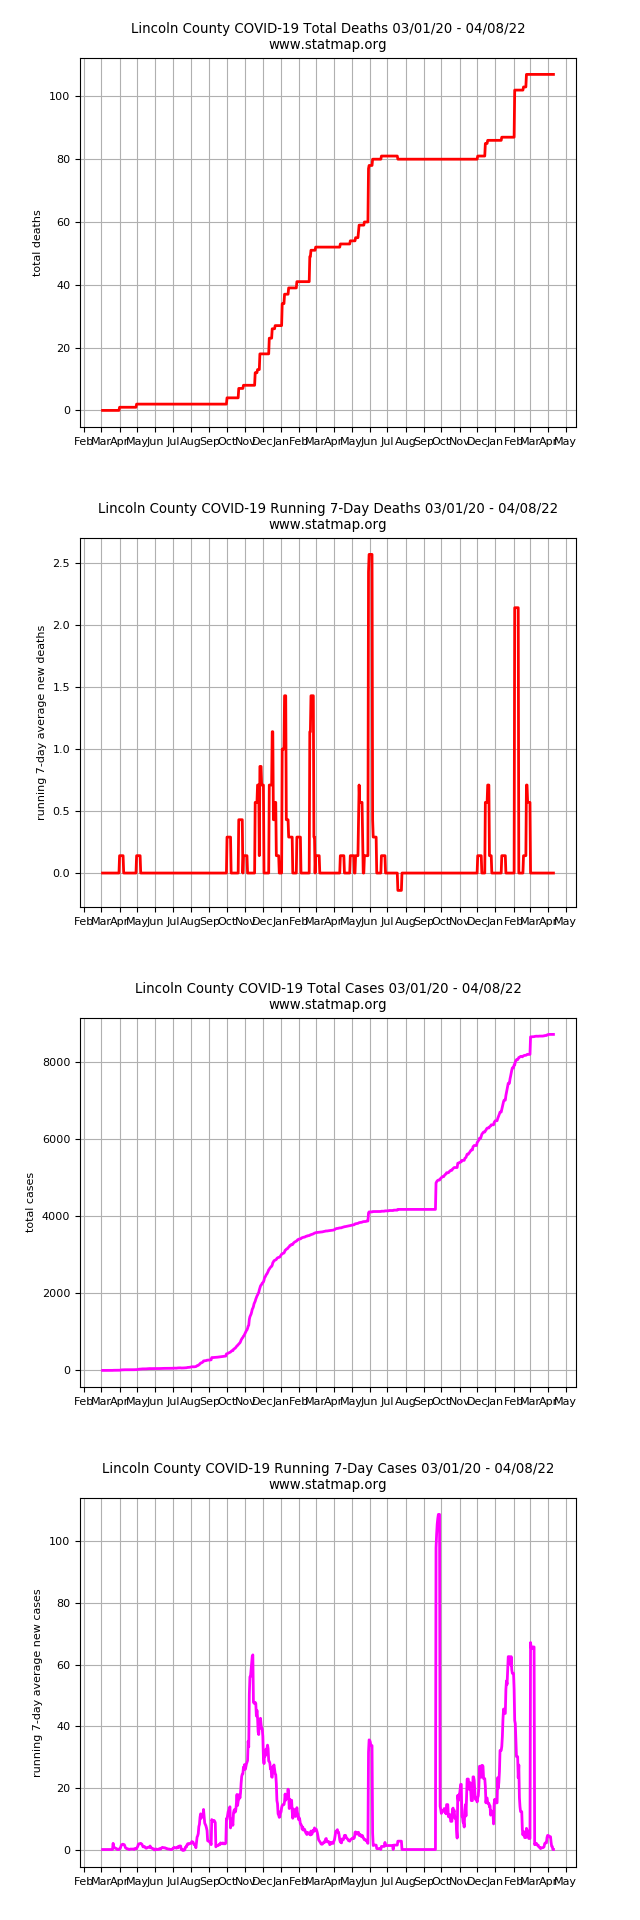 Lincoln County COVID-19 Total Deaths 03/01/20 - 04/08/22
www.statmap.org
total deaths
100
80
60
40
20
0
Feb Mar Apr May Jun Jul Aug Sep Oct Nov Dec Jan Feb Mar Apr May Jun Jul Aug Sep Oct Nov Dec Jan Feb Mar Apr May
Lincoln County COVID-19 Running 7-Day Deaths 03/01/20 - 04/08/22
www.statmap.org
running 7-day average new deaths
2.5
2.0
1.5
1.0
0.5
0.0
Feb Mar Apr May Jun Jul Aug Sep Oct Nov Dec Jan Feb Mar Apr May Jun Jul Aug Sep Oct Nov Dec Jan Feb Mar Apr May
Lincoln County COVID-19 Total Cases 03/01/20 - 04/08/22
www.statmap.org
total cases
8000
6000
4000
2000
0
Feb Mar Apr May Jun Jul Aug Sep Oct Nov Dec Jan Feb Mar Apr May Jun Jul Aug Sep Oct Nov Dec Jan Feb Mar Apr May
Lincoln County COVID-19 Running 7-Day Cases 03/01/20 - 04/08/22
www.statmap.org
running 7-day average new cases
100
80
60
40
20
0
Feb Mar Apr May Jun Jul Aug Sep Oct Nov Dec Jan Feb Mar Apr May Jun Jul Aug Sep Oct Nov Dec Jan Feb Mar Apr May